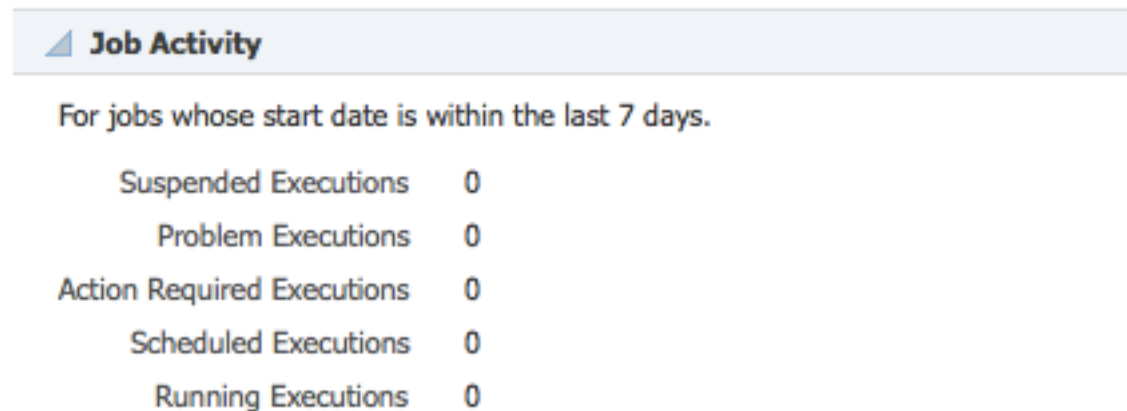 Job Activity
For jobs whose start date is within the last 7 days.
Suspended Executions 0
Problem Executions 0
Action Required Executions 0
Scheduled Executions 0
Running Executions 0